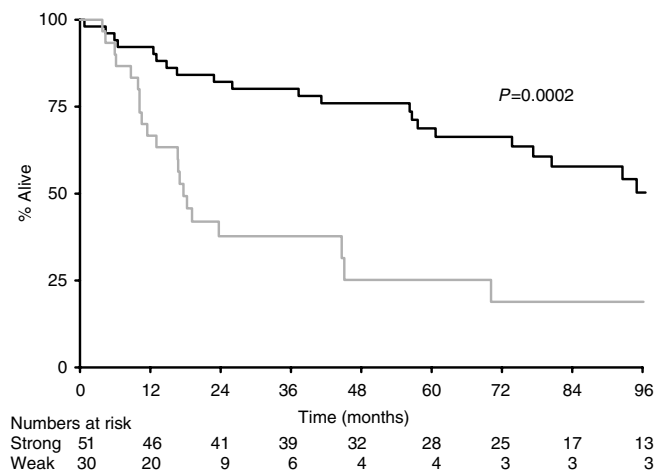 100
75
50
25
0
% Alive
P=0.0002
0 12 24 36 48 60 72 84 96
Time (months)
Numbers at risk
Strong 51 46 41 39 32 28 25 17 13
Weak 30 20 9 6 4 4 3 3 3